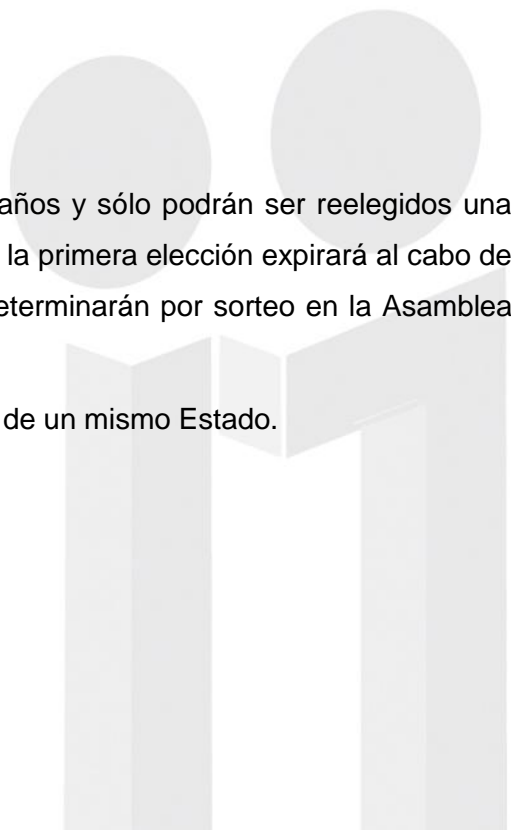 años y sólo podrán ser reelegidos una
la primera elección expirará al cabo de
eterminarán por sorteo en la Asamblea
de un mismo Estado.